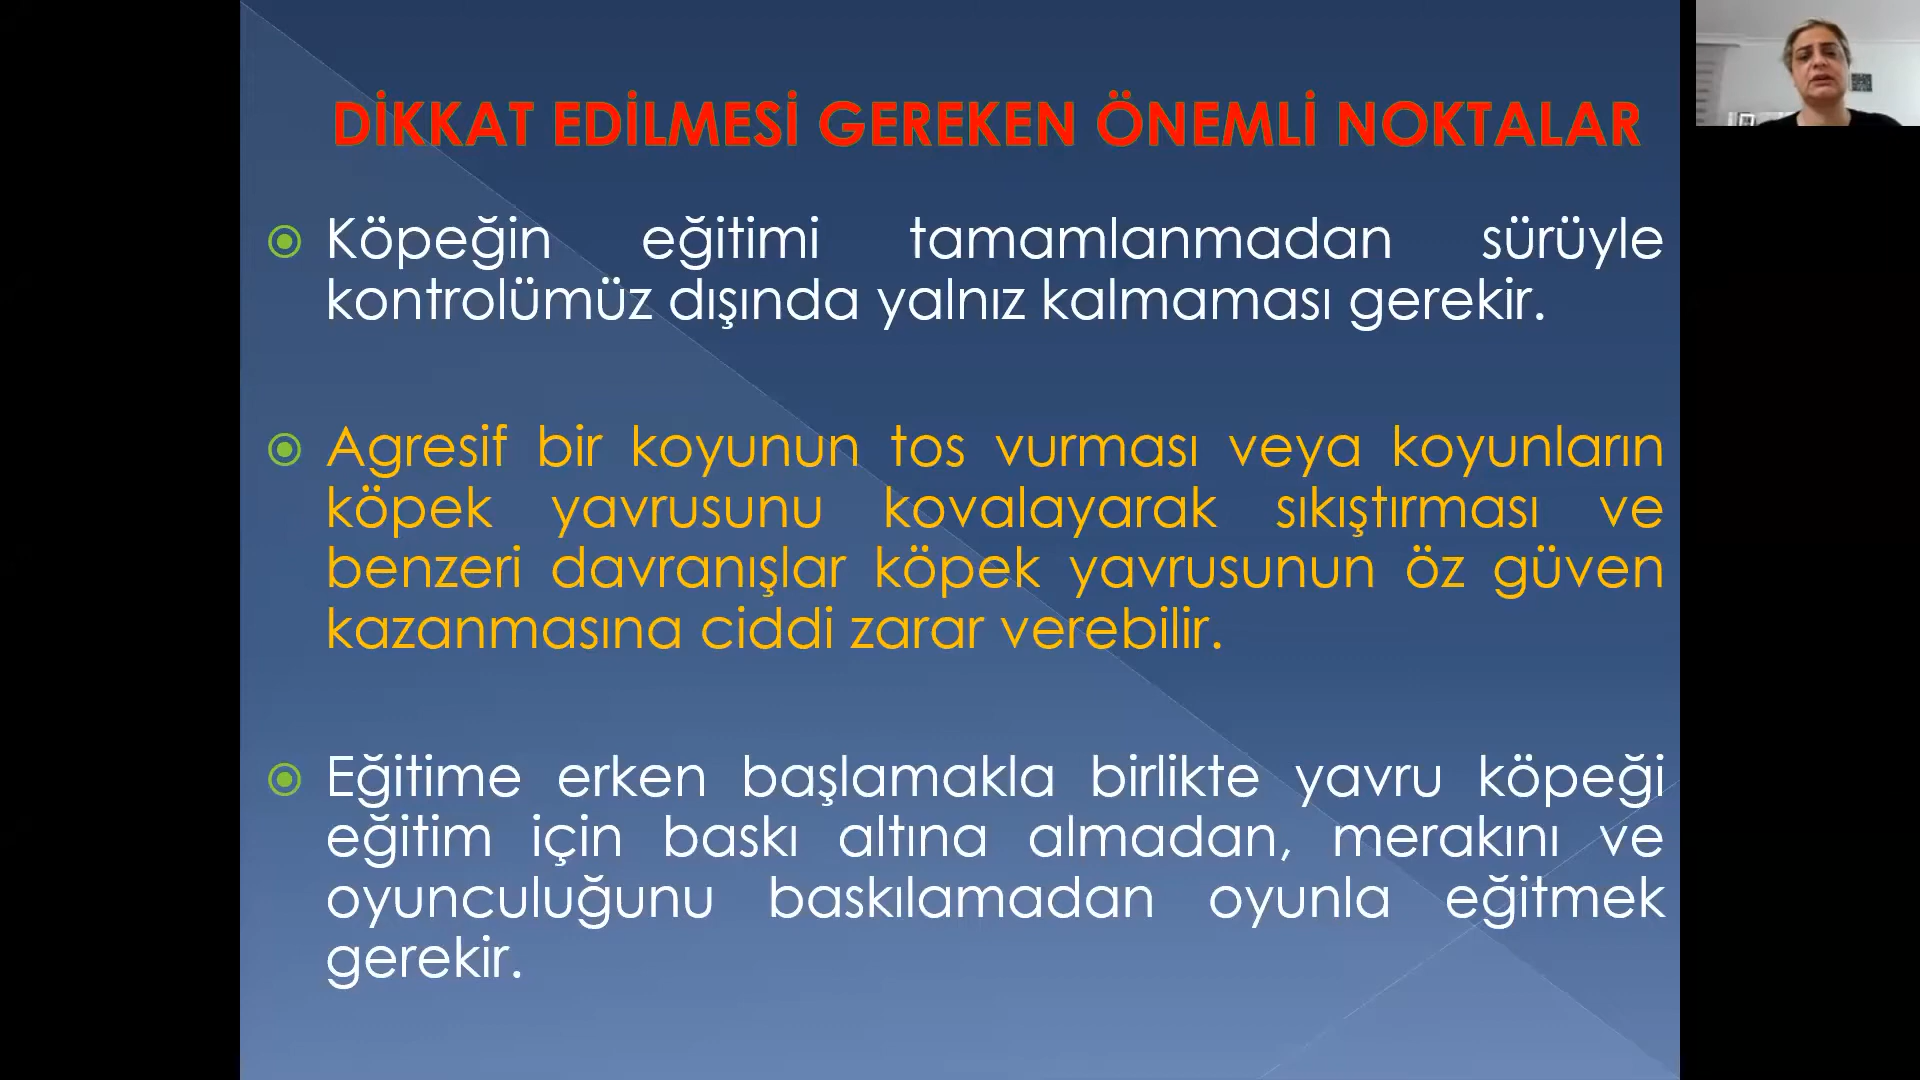 DİKKAT EDİLMESİ GEREKEN ÖNEMLİ NOKTALAR
Köpeğin eğitimi tamamlanmadan sürüyle
kontrolümüz dışında yalnız kalmaması gerekir.
Agresif bir koyunun tos vurması veya koyunların
köpek yavrusunu kovalayarak sıkıştırması ve
benzeri davranışlar köpek yavrusunun öz güven
kazanmasına ciddi zarar verebilir.
Eğitime erken başlamakla birlikte yavru köpeği
eğitim için baskı altına almadan, merakını ve
oyunculuğunu baskılamadan oyunla eğitmek
gerekir.